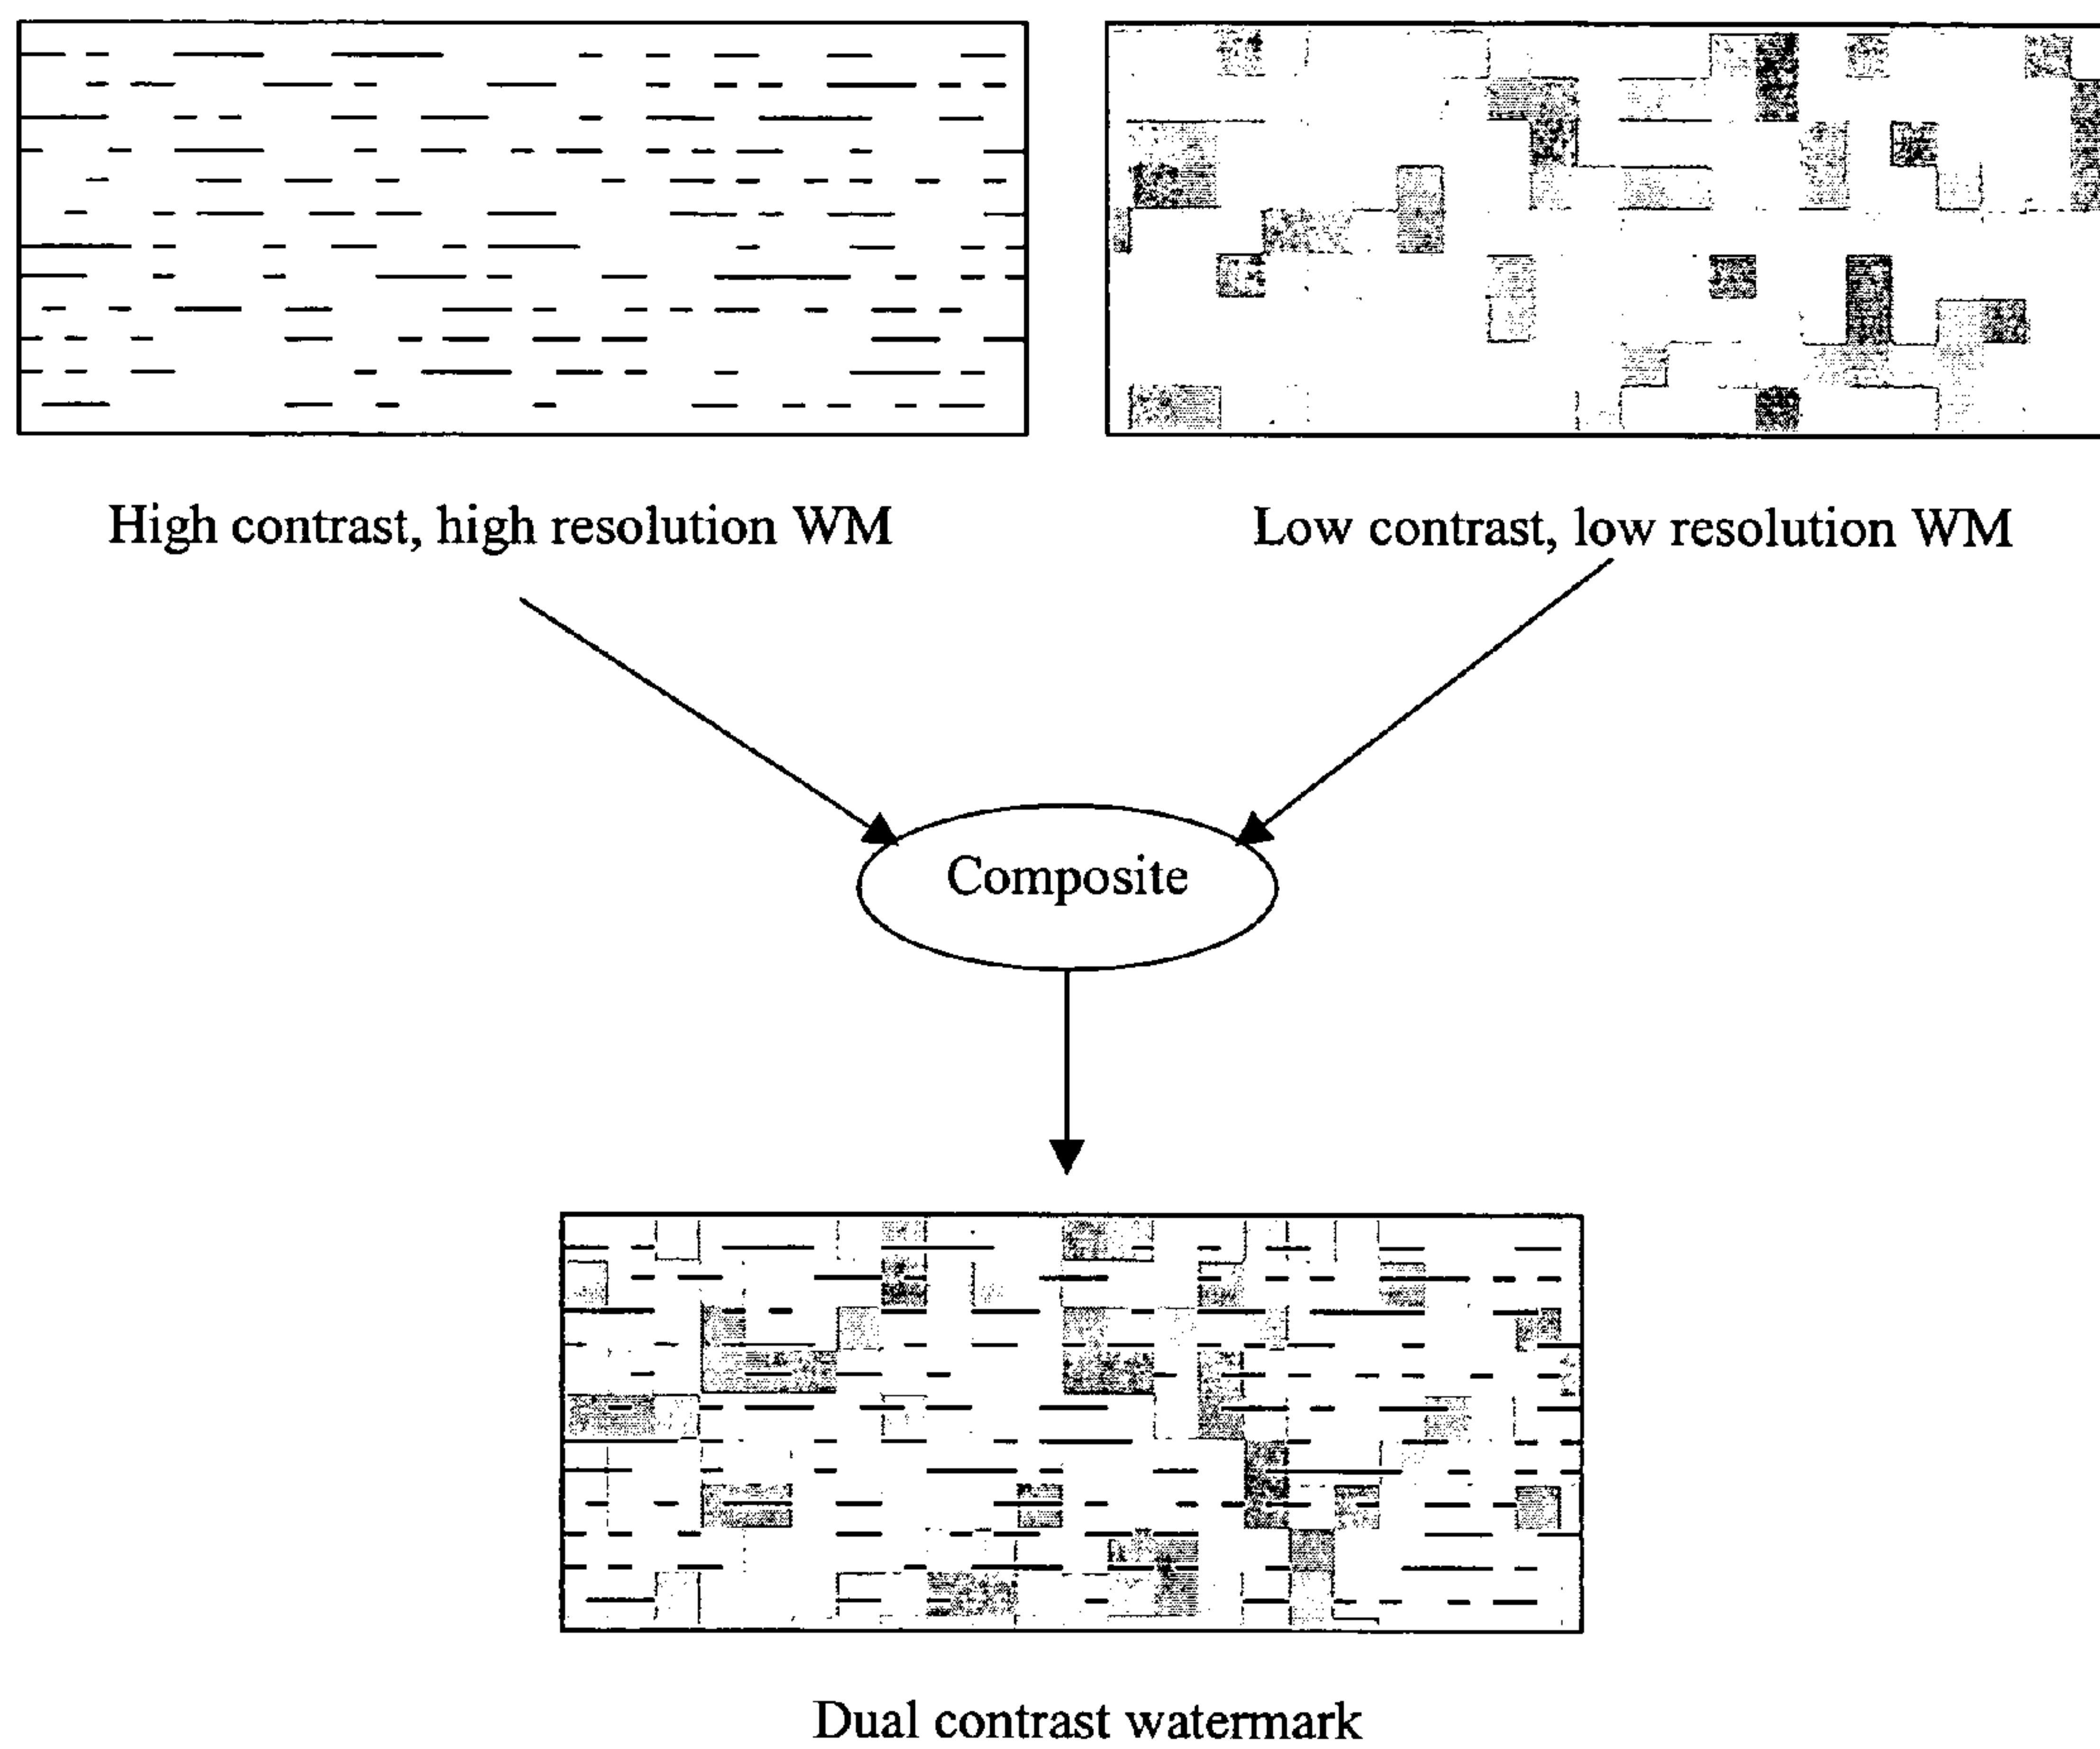 High contrast, high resolution WM
Low contrast, low resolution WM
Composite
Dual contrast watermark